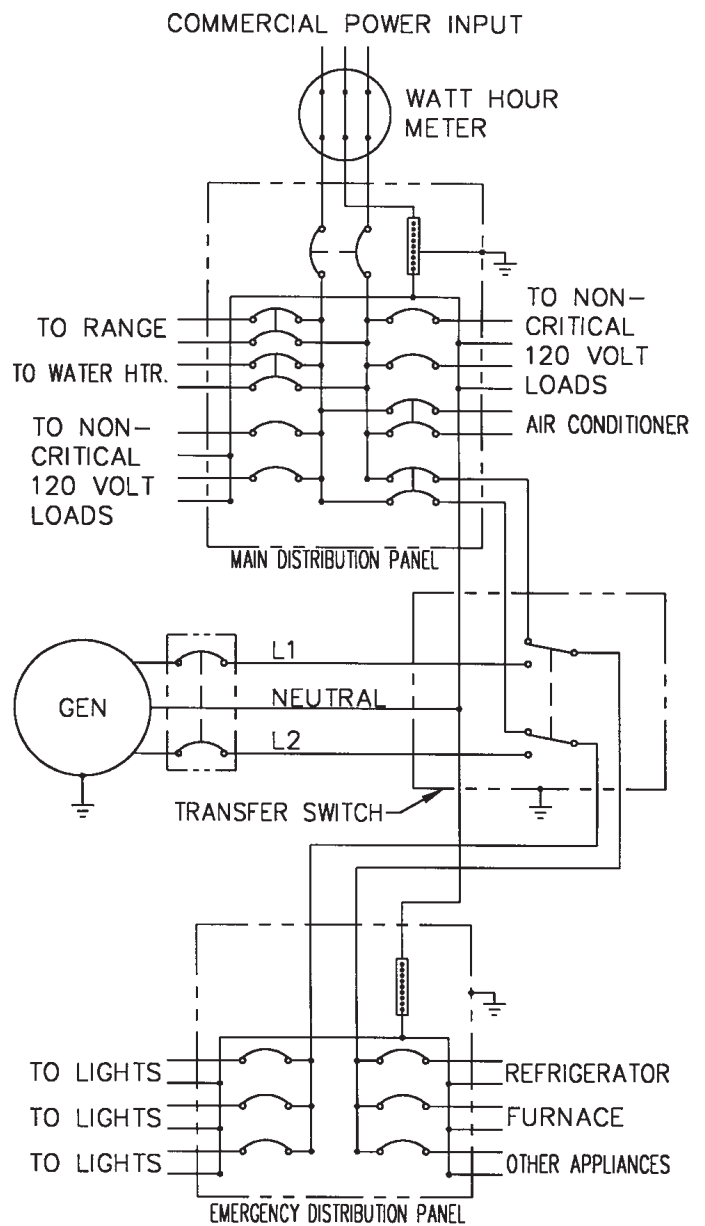 COMMERCIAL POWER INPUT
WATT HOUR
METER
TO RANGE
TO WATER HTR.
TO NON-
CRITICAL
120 VOLT
LOADS
TO NON-
CRITICAL
120 VOLT
LOADS
AIR CONDITIONER
MAIN DISTRIBUTION PANEL
GEN
L1
NEUTRAL
L2
TRANSFER SWITCH
TO LIGHTS
TO LIGHTS
TO LIGHTS
REFRIGERATOR
FURNACE
OTHER APPLIANCES
EMERGENCY DISTRIBUTION PANEL